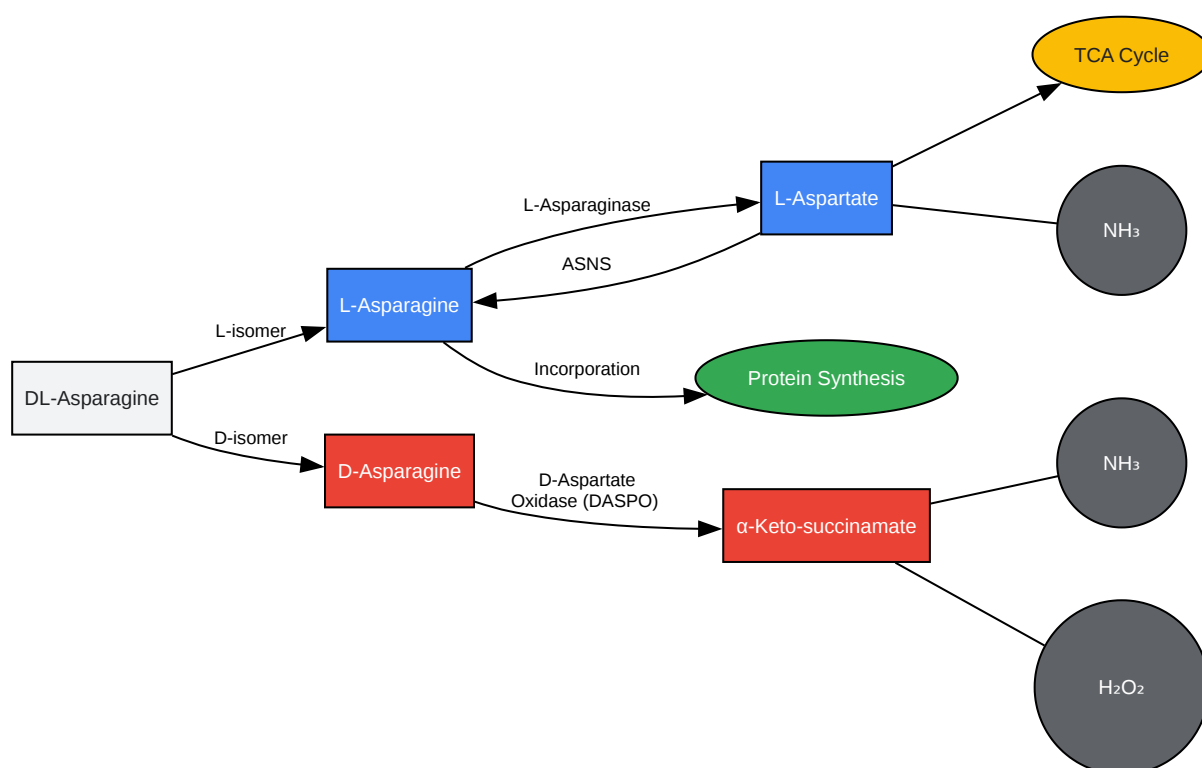 TCA Cycle
L-Asparaginase
L-Aspartate
NH₃
ASNS
L-Asparagine
L-isomer
Incorporation
Protein Synthesis
DL-Asparagine
D-isomer
D-Asparagine
D-Aspartate
Oxidase (DASPO)
NH₃
α-Keto-succinamate
H₂O₂